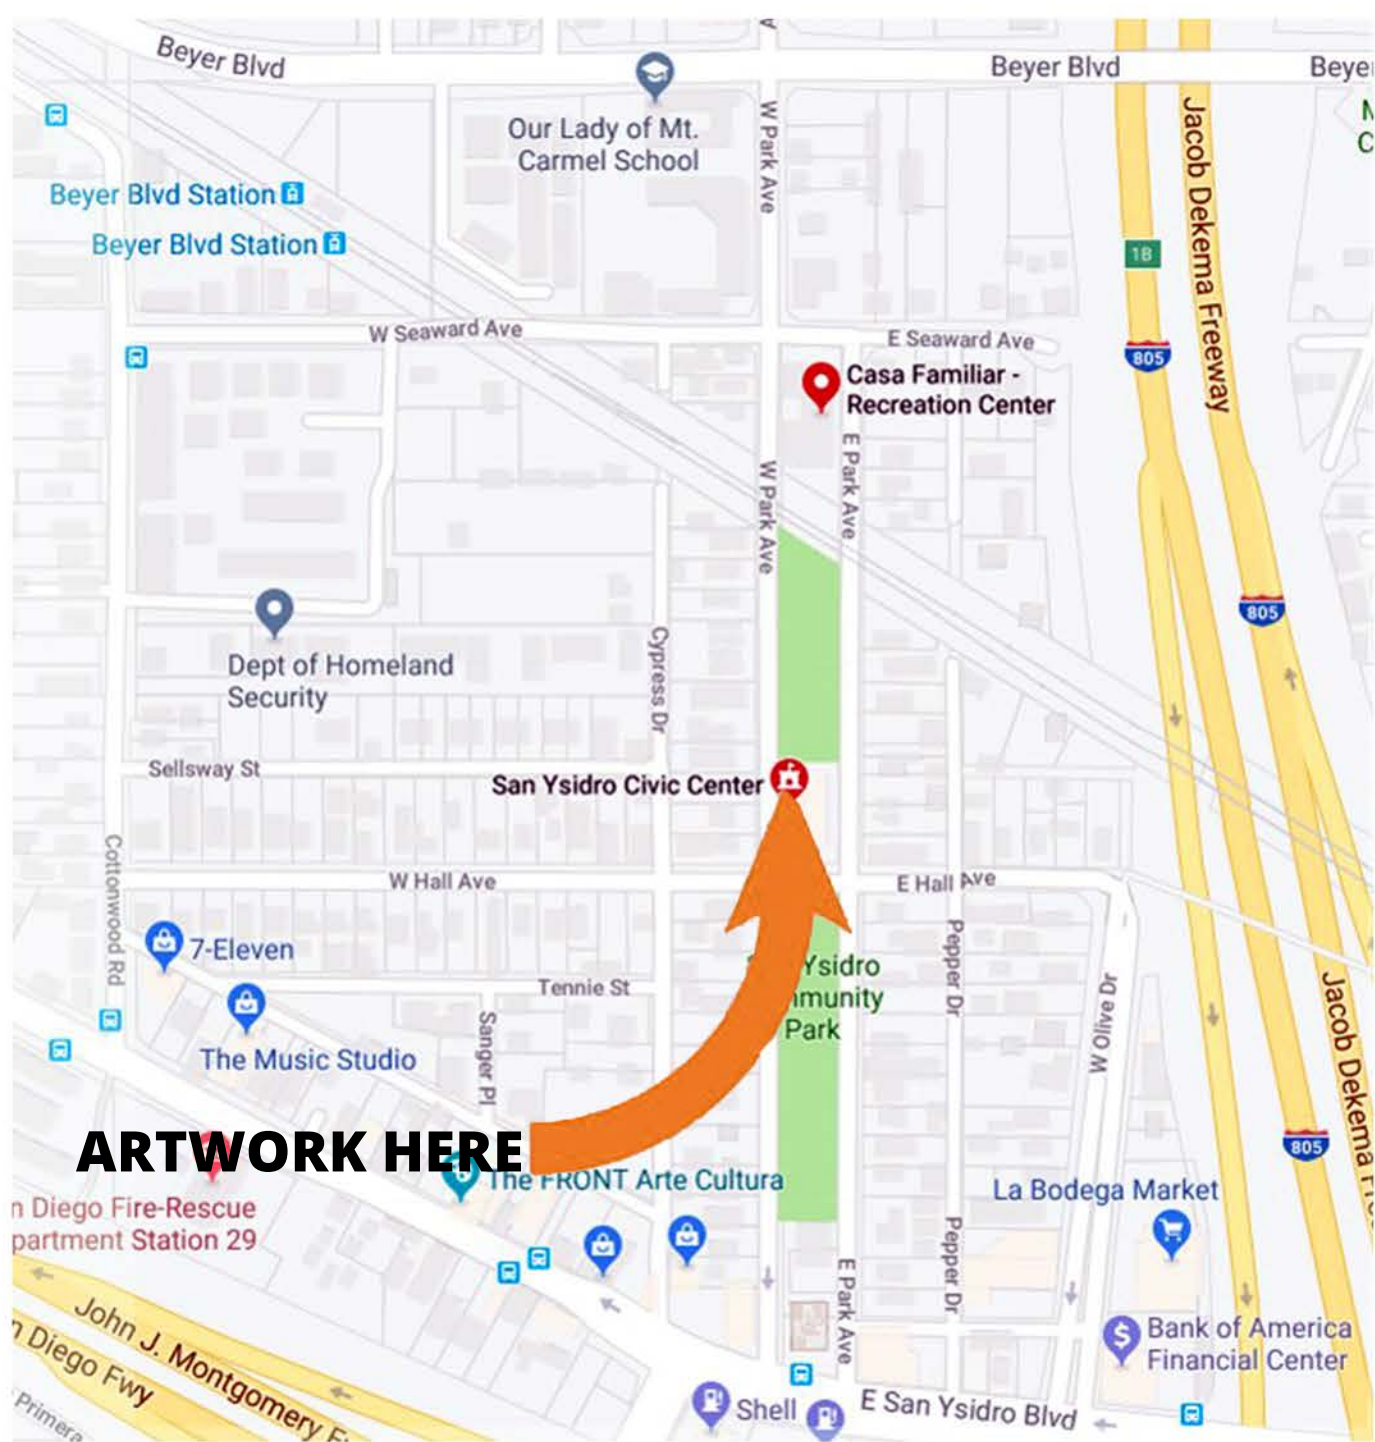 Beyer Blvd
Beyer Blvd
Beye
Our Lady of Mt.
Carmel School
W Park Ave
Jacob Dekema Freeway
Beyer Blvd Station
Beyer Blvd Station
1B
W Seaward Ave
E Seaward Ave
805
Casa Familiar -
Recreation Center
W Park Ave
E Park Ave
805
Dept of Homeland
Security
Cypress Dr
Sellsway St
San Ysidro Civic Center
Cottonwood Rd
W Hall Ave
E Hall Ave
7-Eleven
Pepper Dr
Ysidro
Park
Tennie St
W Olive Dr
Jacob Dekema
Sanger Pl
The Music Studio
ARTWORK HERE
805
The FRONT Arte Cultura
La Bodega Market
n Diego Fire-Rescue
partment Station 29
Pepper Dr
E Park Ave
John J. Montgomery F
n Diego Fwy
Bank of America
Financial Center
Primera
Shell
E San Ysidro Blvd